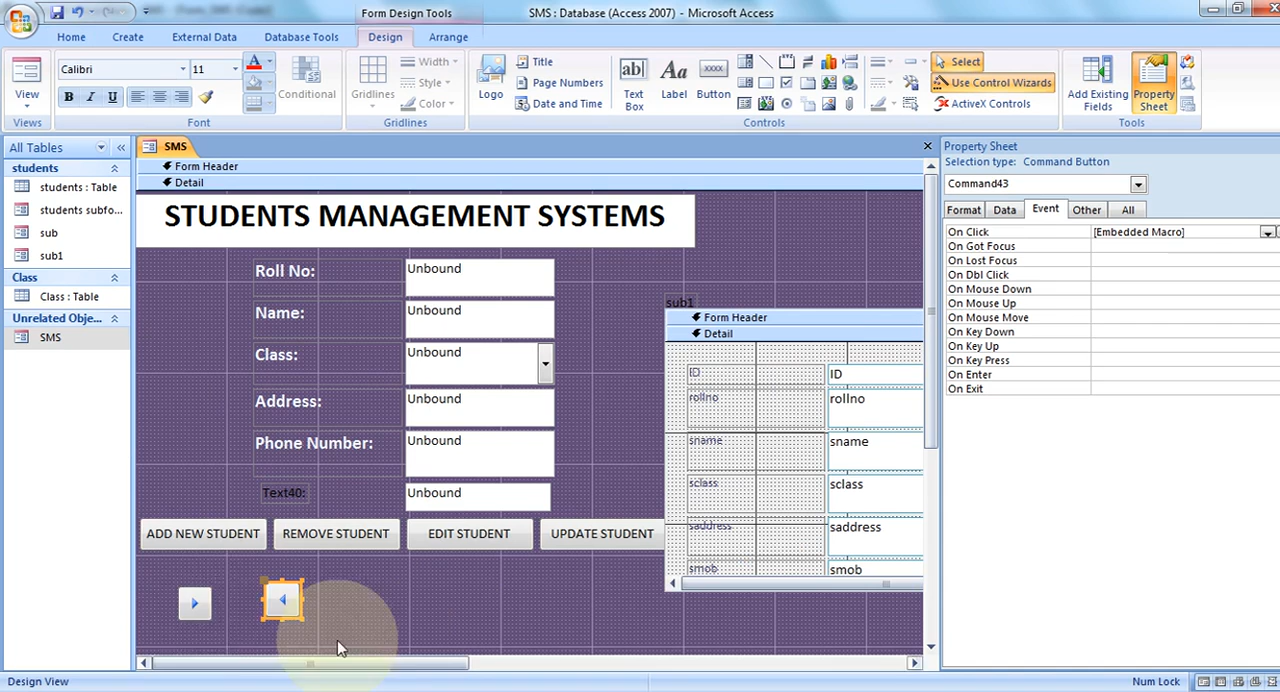 Form Design Tools
SMS : Database (Access 2007) - Microsoft Access
Home
Create
External Data
Database Tools
Design
Arrange
View
Views
Calibri
11
B I U
Font
Conditional
Gridlines
Width
Style
Color
Gridlines
Logo
Title
Page Numbers
Date and Time
ab|
Text Box
Aa
Label
XXXX
Button
Controls
Select
Use Control Wizards
ActiveX Controls
Add Existing Fields
Property Sheet
Tools
All Tables
students
students : Table
students subfo...
sub
sub1
Class
Class : Table
Unrelated Obje...
SMS
SMS
Form Header
Detail
STUDENTS MANAGEMENT SYSTEMS
Roll No:
Unbound
Name:
Unbound
Class:
Unbound
Address:
Unbound
Phone Number:
Unbound
Text40:
Unbound
ADD NEW STUDENT
REMOVE STUDENT
EDIT STUDENT
UPDATE STUDENT
sub1
Form Header
Detail
ID
ID
rollno
rollno
sname
sname
sclass
sclass
saddress
saddress
smob
smob
Property Sheet
Selection type: Command Button
Command43
Format
Data
Event
Other
All
On Click
[Embedded Macro]
On Got Focus
On Lost Focus
On Dbl Click
On Mouse Down
On Mouse Up
On Mouse Move
On Key Down
On Key Up
On Key Press
On Enter
On Exit
Design View
Num Lock